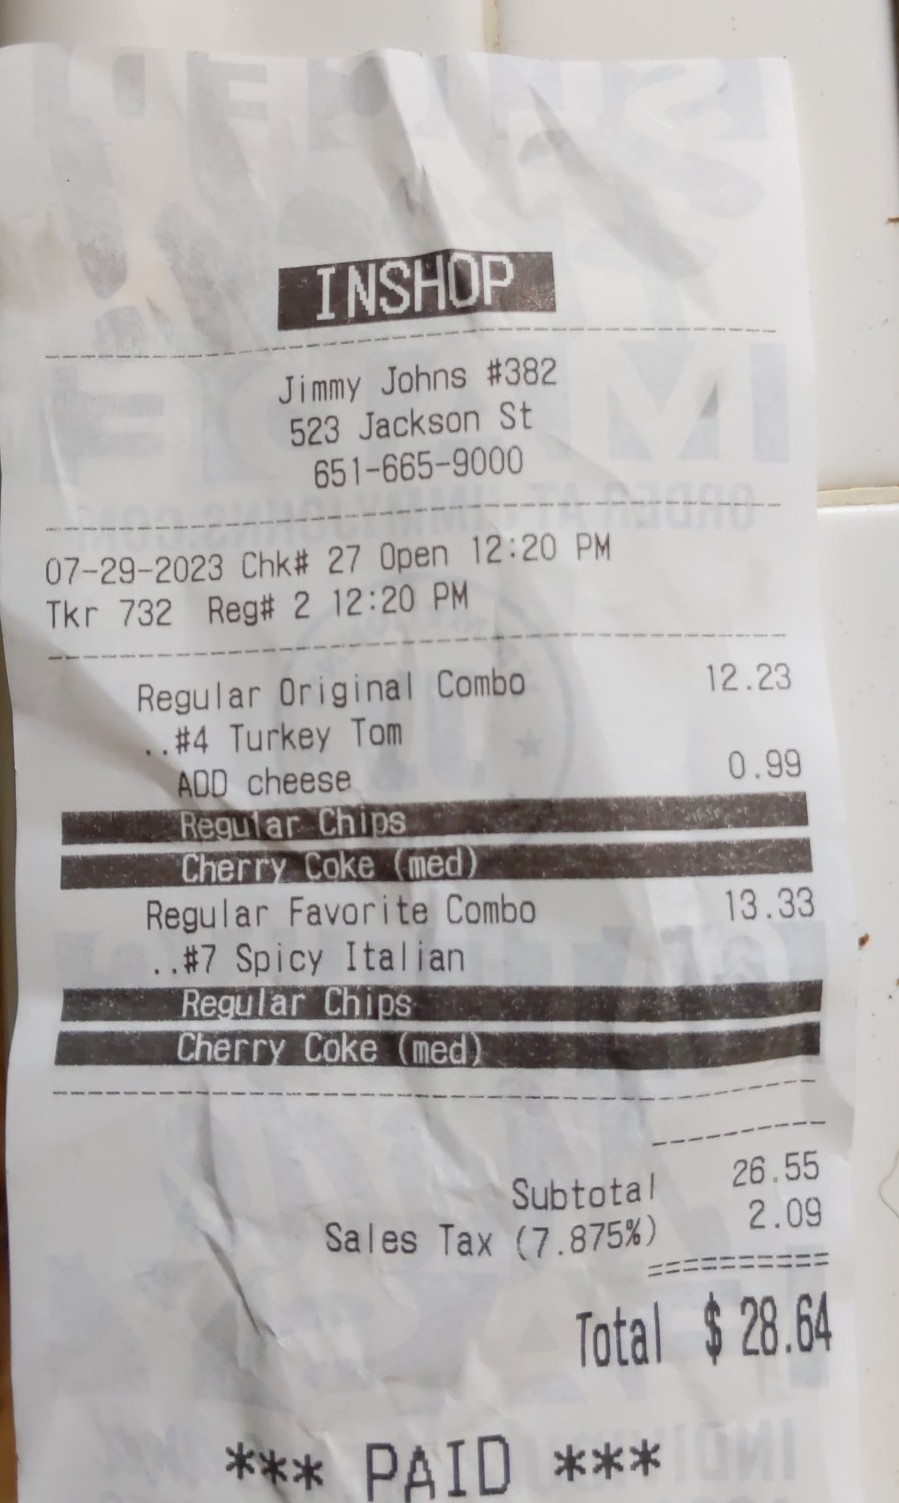 INSHOP
Jimmy Johns #382
523 Jackson St
651-665-9000
07-29-2023 Chk# 27 Open 12:20 PM
Tkr 732 Reg# 2 12:20 PM
Regular Original Combo 12.23
..#4 Turkey Tom
ADD cheese 0.99
Regular Chips
Cherry Coke (med)
Regular Favorite Combo 13.33
..#7 Spicy Italian
Regular Chips
Cherry Coke (med)
Subtotal 26.55
Sales Tax (7.875%) 2.09
Total $ 28.64
*** PAID ***